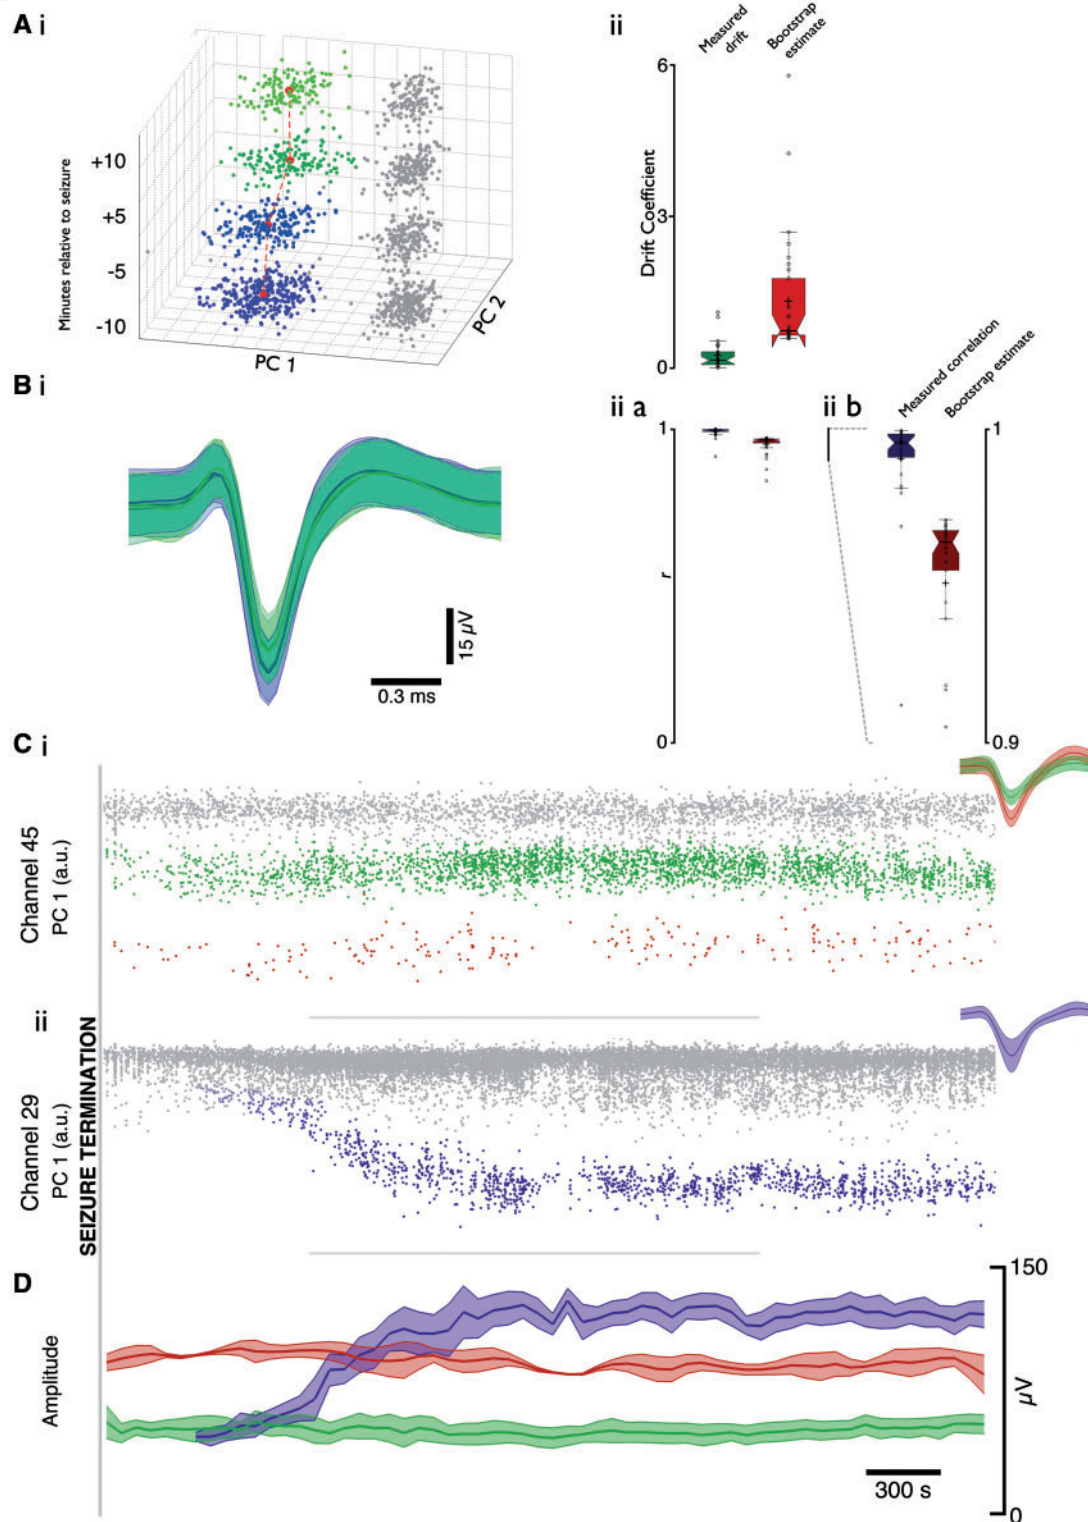 A i
Minutes relative to seizure
+10
+5
-5
-10
PC 1
PC 2
ii
Measured
drift
Bootstrap
estimate
Drift Coefficient
6
3
0
B i
15 µV
0.3 ms
ii a
r
1
0
ii b
Measured correlation
Bootstrap estimate
1
0.9
C i
Channel 45
PC 1 (a.u.)
ii
Channel 29
PC 1 (a.u.)
SEIZURE TERMINATION
D
Amplitude
150
µV
0
300 s